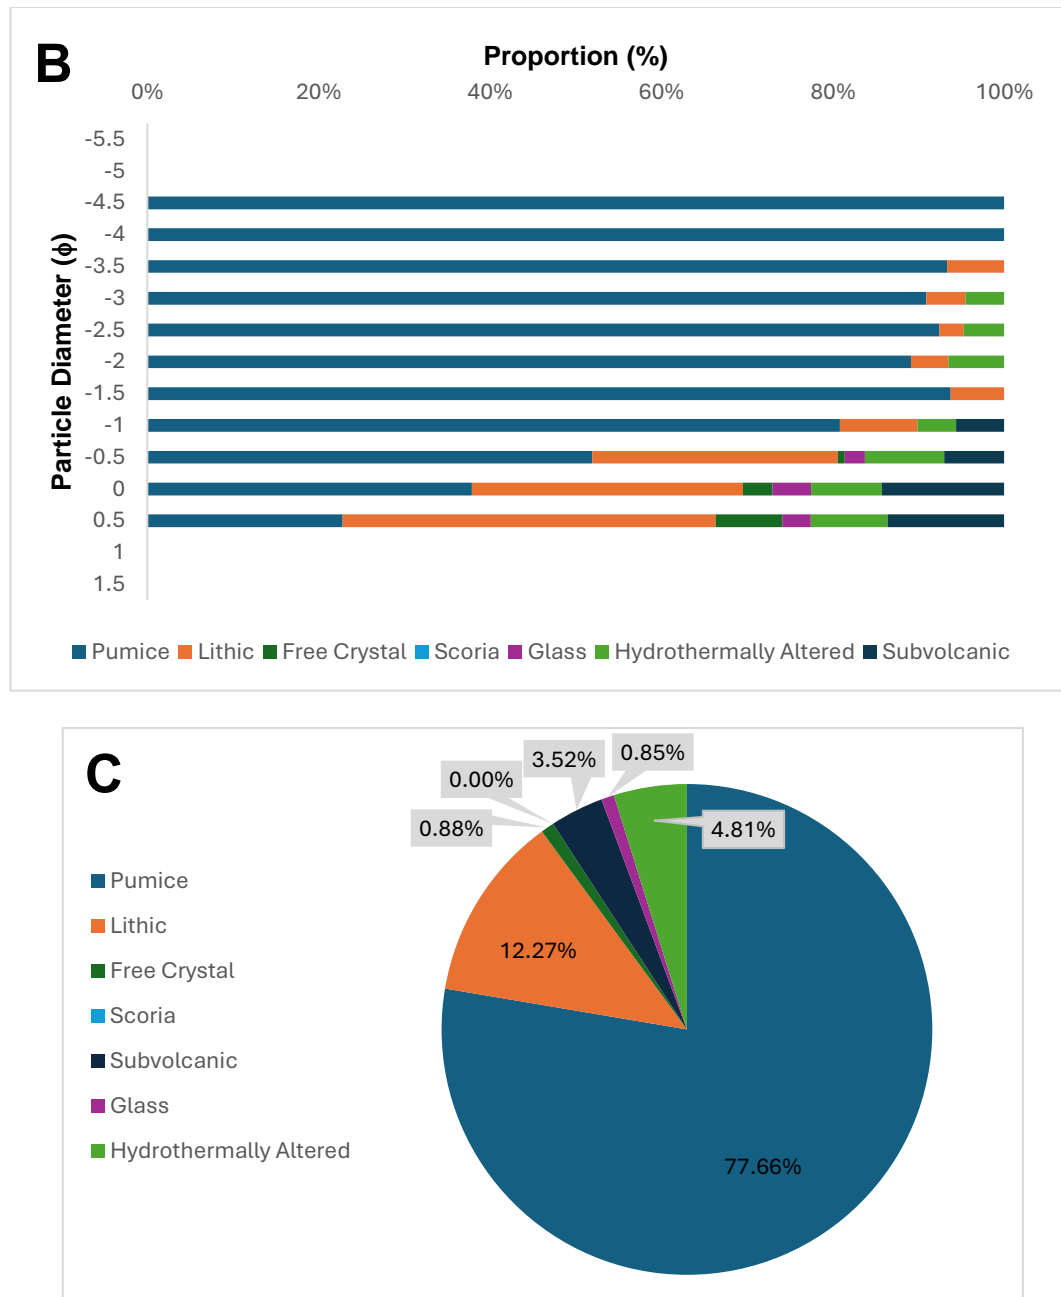 B
Proportion (%)
0% 20% 40% 60% 80% 100%
Particle Diameter (ϕ)
-5.5
-5
-4.5
-4
-3.5
-3
-2.5
-2
-1.5
-1
-0.5
0
0.5
1
1.5
Pumice Lithic Free Crystal Scoria Glass Hydrothermally Altered Subvolcanic
C
0.85%
3.52%
0.00%
0.88%
4.81%
12.27%
77.66%
Pumice
Lithic
Free Crystal
Scoria
Subvolcanic
Glass
Hydrothermally Altered